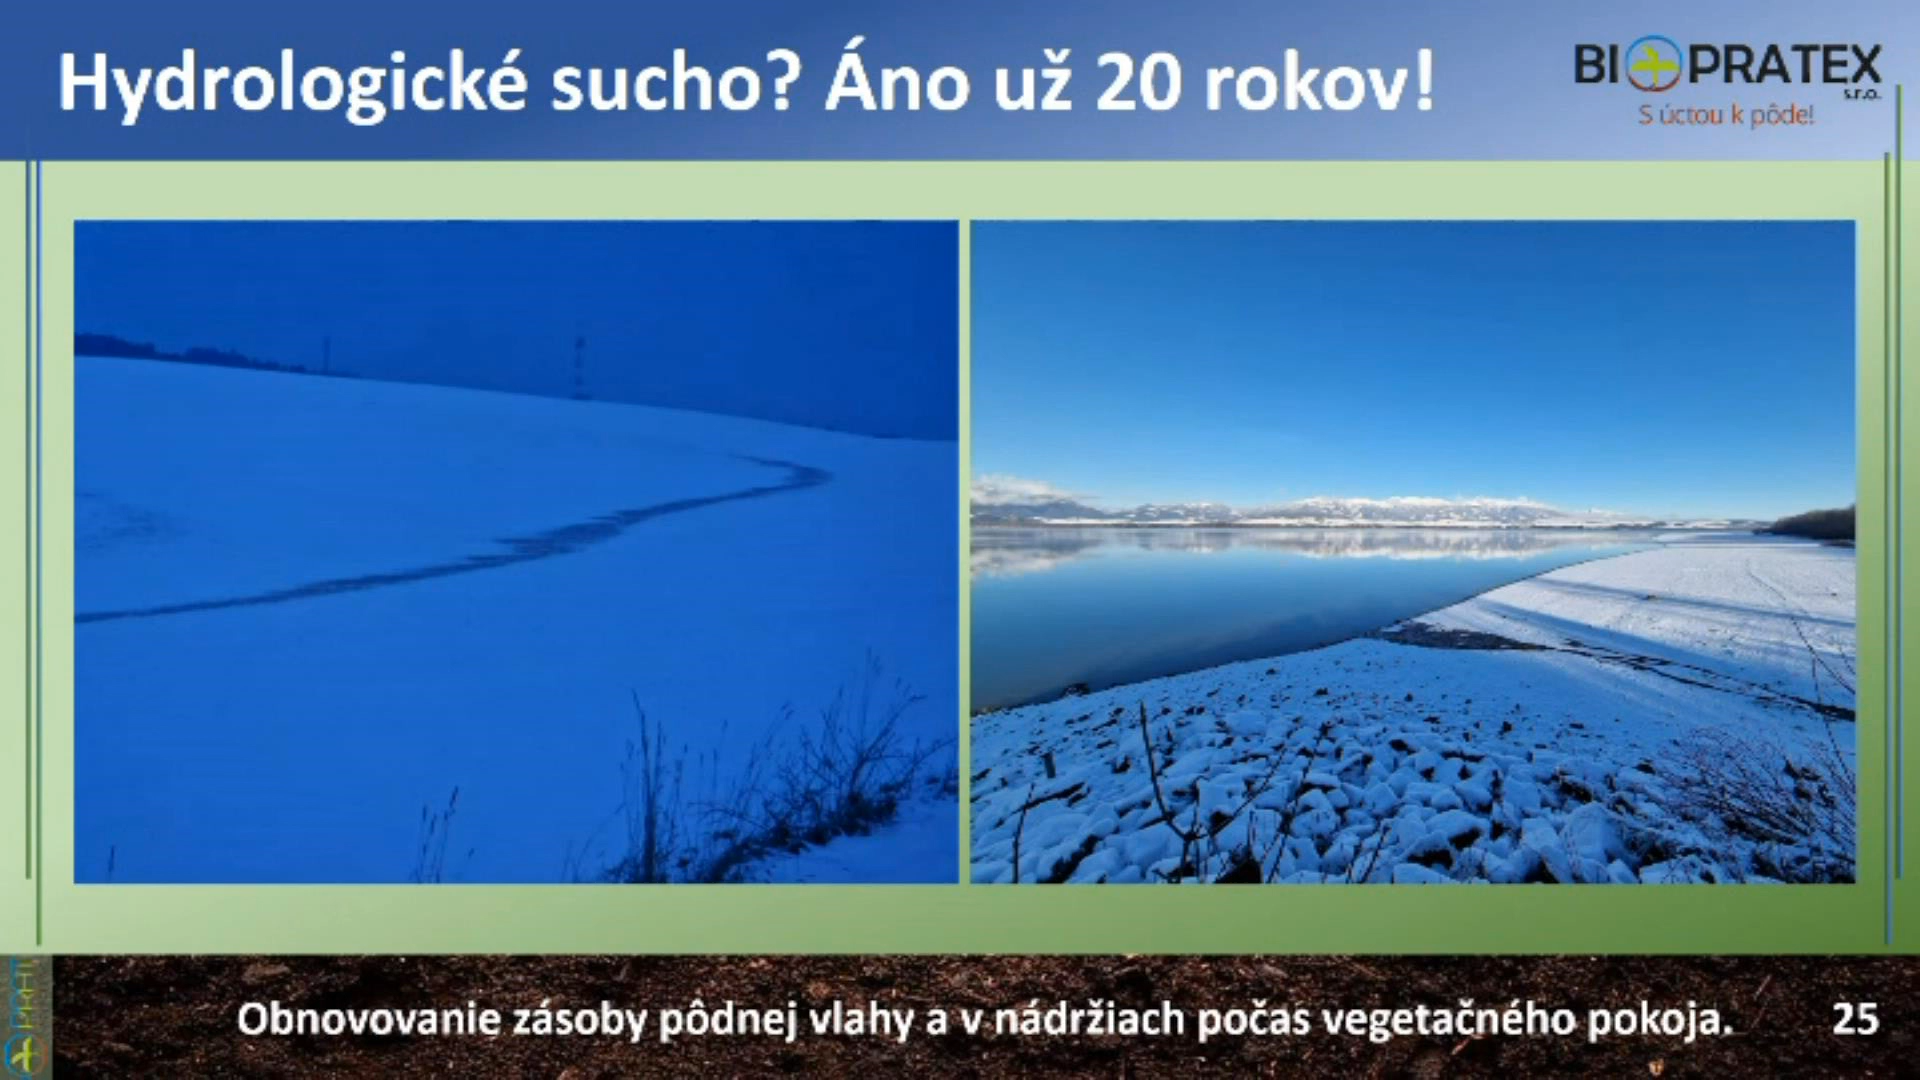 Hydrologické sucho? Áno už 20 rokov!
BIOPRATEX
s.r.o.
S úctou k pôde!
Obnovovanie zásoby pôdnej vlahy a v nádržiach počas vegetačného pokoja.
25